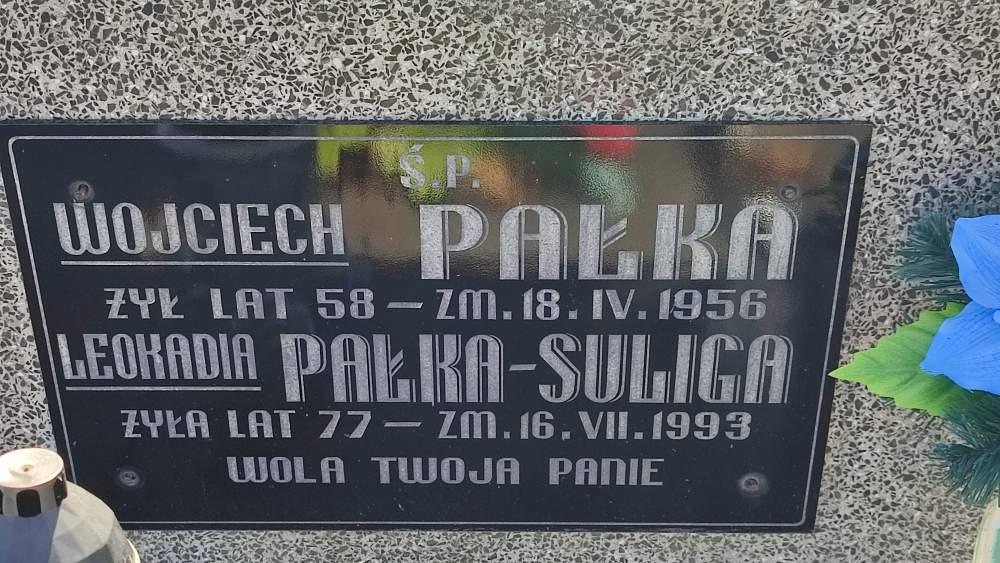 Ś.P.
WOJCIECH PAŁKA
ŻYŁ LAT 58 – ZM. 18. IV. 1956
LEOKADIA PAŁKA-SULIGA
ŻYŁA LAT 77 – ZM. 16. VII. 1993
WOLA TWOJA PANIE